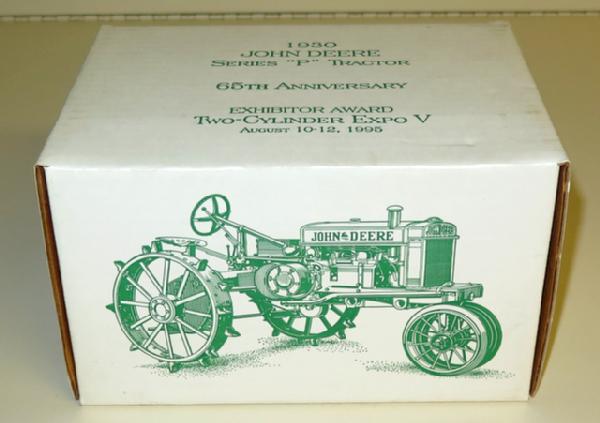 1930
JOHN DEERE
SERIES "P" TRACTOR
65TH ANNIVERSARY
EXHIBITOR AWARD
TWO-CYLINDER EXPO V
AUGUST 10-12, 1995
JOHN DEERE